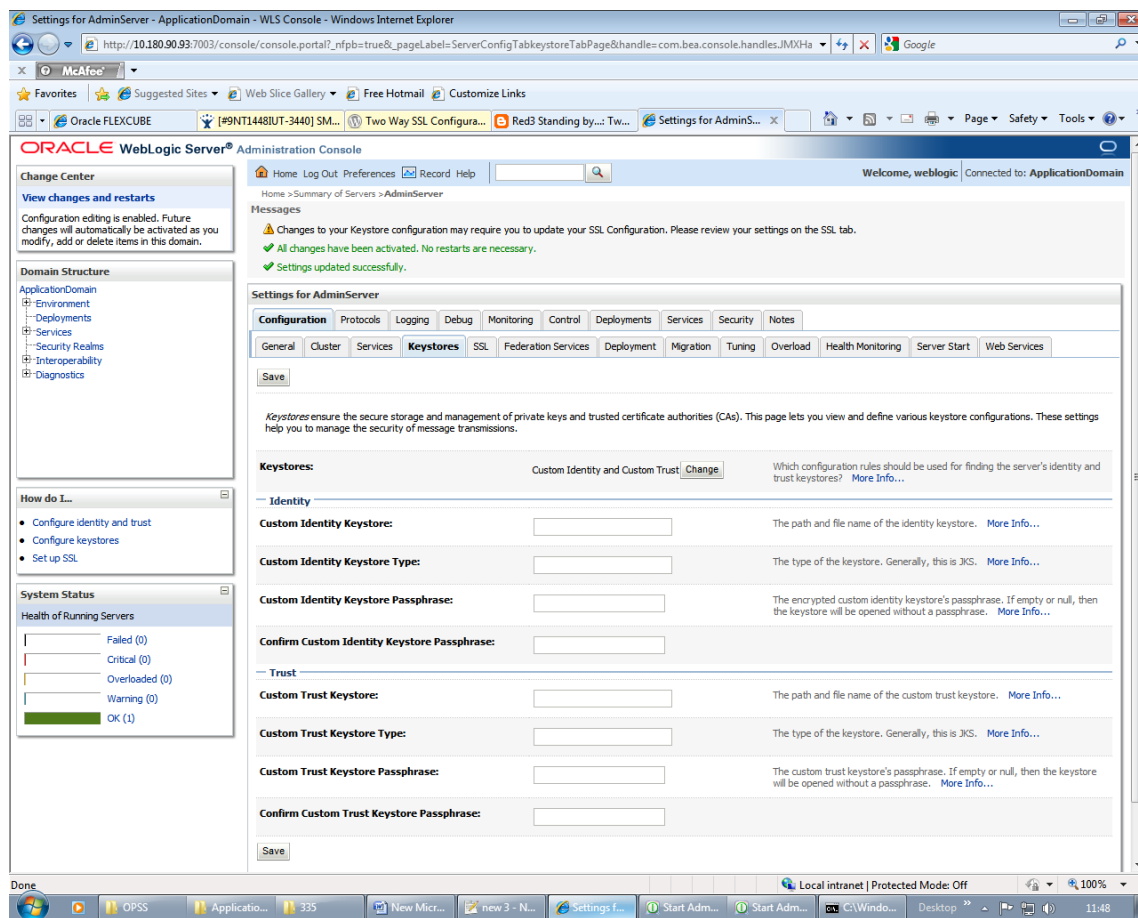 Settings for AdminServer - ApplicationDomain - WLS Console - Windows Internet Explorer
http://10.180.90.93:7003/console/console.portal?_nfpb=true&_pageLabel=ServerConfigTabkeystoreTabPage&handle=com.bea.console.handles.JMXHa
Google
x McAfee
Favorites Suggested Sites Web Slice Gallery Free Hotmail Customize Links
Oracle FLEXCUBE [#9NT1448IUT-3440] SM... Two Way SSL Configura... Red3 Standing by...: Tw... Settings for AdminS... x Page Safety Tools
ORACLE WebLogic Server® Administration Console
Change Center
View changes and restarts
Configuration editing is enabled. Future
changes will automatically be activated as you
modify, add or delete items in this domain.
Domain Structure
ApplicationDomain
Environment
Deployments
Services
Security Realms
Interoperability
Diagnostics
How do I...
Configure identity and trust
Configure keystores
Set up SSL
System Status
Health of Running Servers
Failed (0)
Critical (0)
Overloaded (0)
Warning (0)
OK (1)
Home Log Out Preferences Record Help
Welcome, weblogic Connected to: ApplicationDomain
Home >Summary of Servers >AdminServer
Messages
Changes to your Keystore configuration may require you to update your SSL Configuration. Please review your settings on the SSL tab.
All changes have been activated. No restarts are necessary.
Settings updated successfully.
Settings for AdminServer
Configuration Protocols Logging Debug Monitoring Control Deployments Services Security Notes
General Cluster Services Keystores SSL Federation Services Deployment Migration Tuning Overload Health Monitoring Server Start Web Services
Save
Keystores ensure the secure storage and management of private keys and trusted certificate authorities (CAs). This page lets you view and define various keystore configurations. These settings
help you to manage the security of message transmissions.
Keystores: Custom Identity and Custom Trust Change Which configuration rules should be used for finding the server's identity and
trust keystores? More Info...
Identity
Custom Identity Keystore: The path and file name of the identity keystore. More Info...
Custom Identity Keystore Type: The type of the keystore. Generally, this is JKS. More Info...
Custom Identity Keystore Passphrase: The encrypted custom identity keystore's passphrase. If empty or null, then
the keystore will be opened without a passphrase. More Info...
Confirm Custom Identity Keystore Passphrase:
Trust
Custom Trust Keystore: The path and file name of the custom trust keystore. More Info...
Custom Trust Keystore Type: The type of the keystore. Generally, this is JKS. More Info...
Custom Trust Keystore Passphrase: The custom trust keystore's passphrase. If empty or null, then the keystore
will be opened without a passphrase. More Info...
Confirm Custom Trust Keystore Passphrase:
Save
Done Local intranet | Protected Mode: Off 100%
OPSS Applicatio... 335 New Micr... new 3 - N... Settings f... Start Adm... Start Adm... C:\Windo... Desktop 11:48